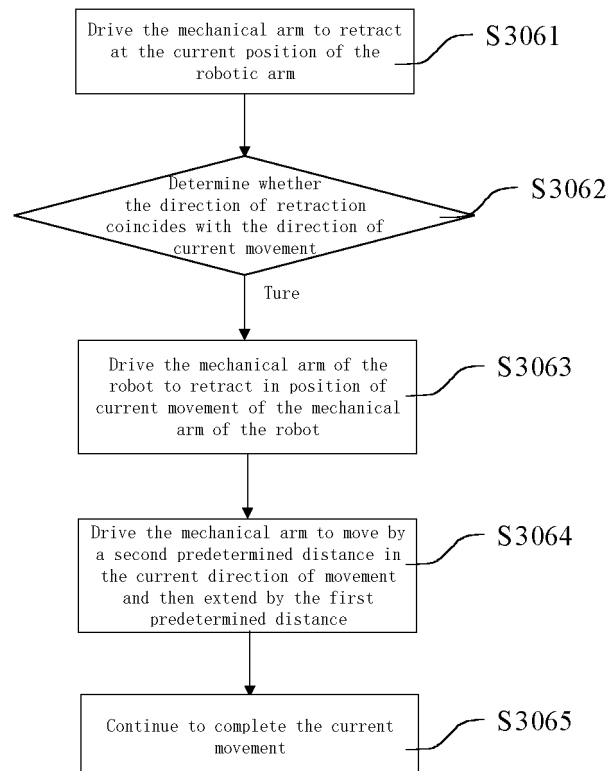 Drive the mechanical arm to retract
at the current position of the
robotic arm
S3061
Determine whether
the direction of retraction
coincides with the direction of
current movement
S3062
Ture
Drive the mechanical arm of the
robot to retract in position of
current movement of the mechanical
arm of the robot
S3063
Drive the mechanical arm to move by
a second predetermined distance in
the current direction of movement
and then extend by the first
predetermined distance
S3064
Continue to complete the current
movement
S3065